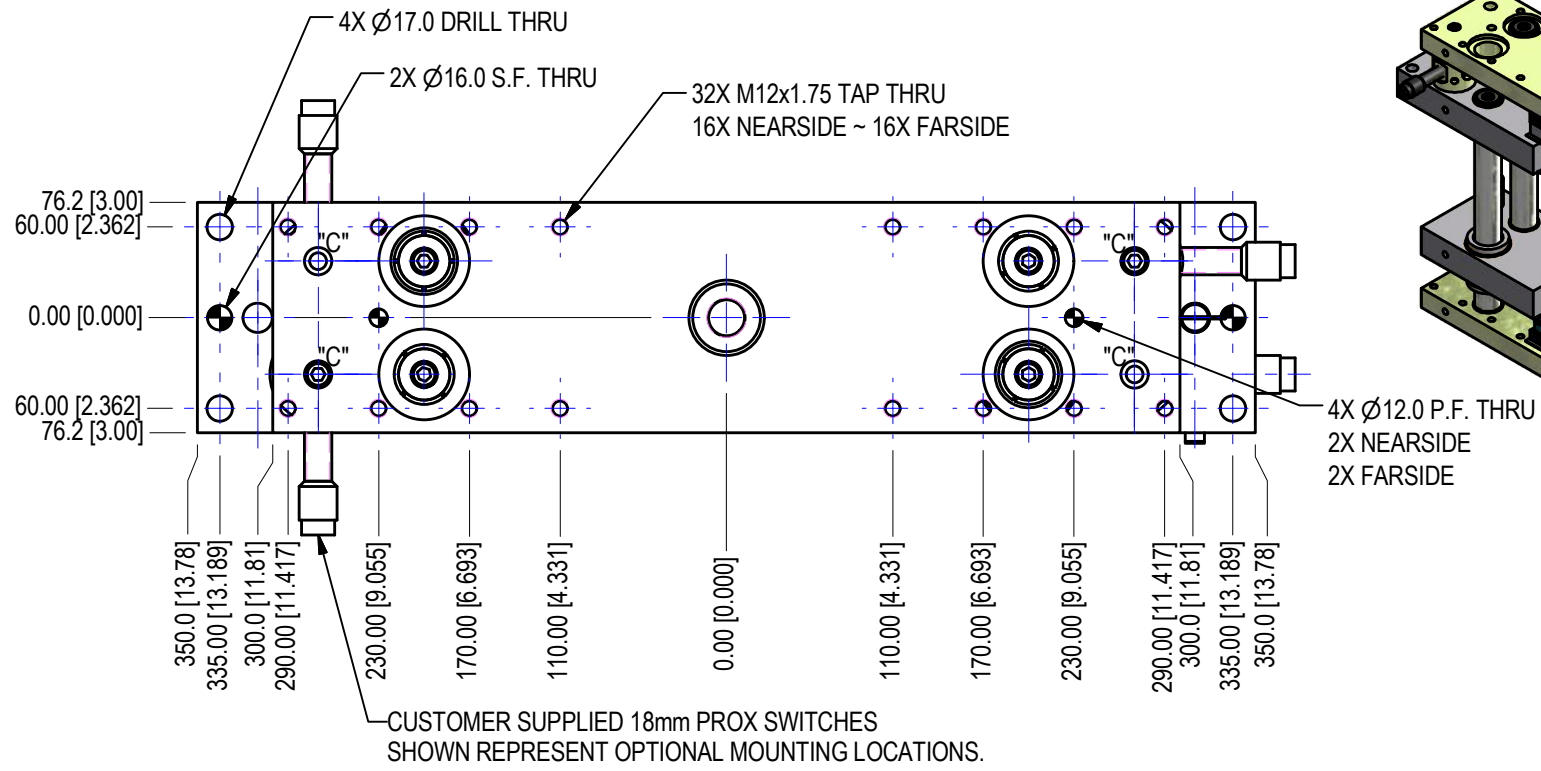 4X Ø17.0 DRILL THRU
2X Ø16.0 S.F. THRU
32X M12x1.75 TAP THRU
16X NEARSIDE ~ 16X FARSIDE
76.2 [3.00]
60.00 [2.362]
"C"
"C"
0.00 [0.000]
"C"
"C"
60.00 [2.362]
76.2 [3.00]
4X Ø12.0 P.F. THRU
2X NEARSIDE
2X FARSIDE
350.0 [13.78]
335.00 [13.189]
300.0 [11.81]
290.00 [11.417]
230.00 [9.055]
170.00 [6.693]
110.00 [4.331]
0.00 [0.000]
110.00 [4.331]
170.00 [6.693]
230.00 [9.055]
290.00 [11.417]
300.0 [11.81]
335.00 [13.189]
350.0 [13.78]
CUSTOMER SUPPLIED 18mm PROX SWITCHES
SHOWN REPRESENT OPTIONAL MOUNTING LOCATIONS.